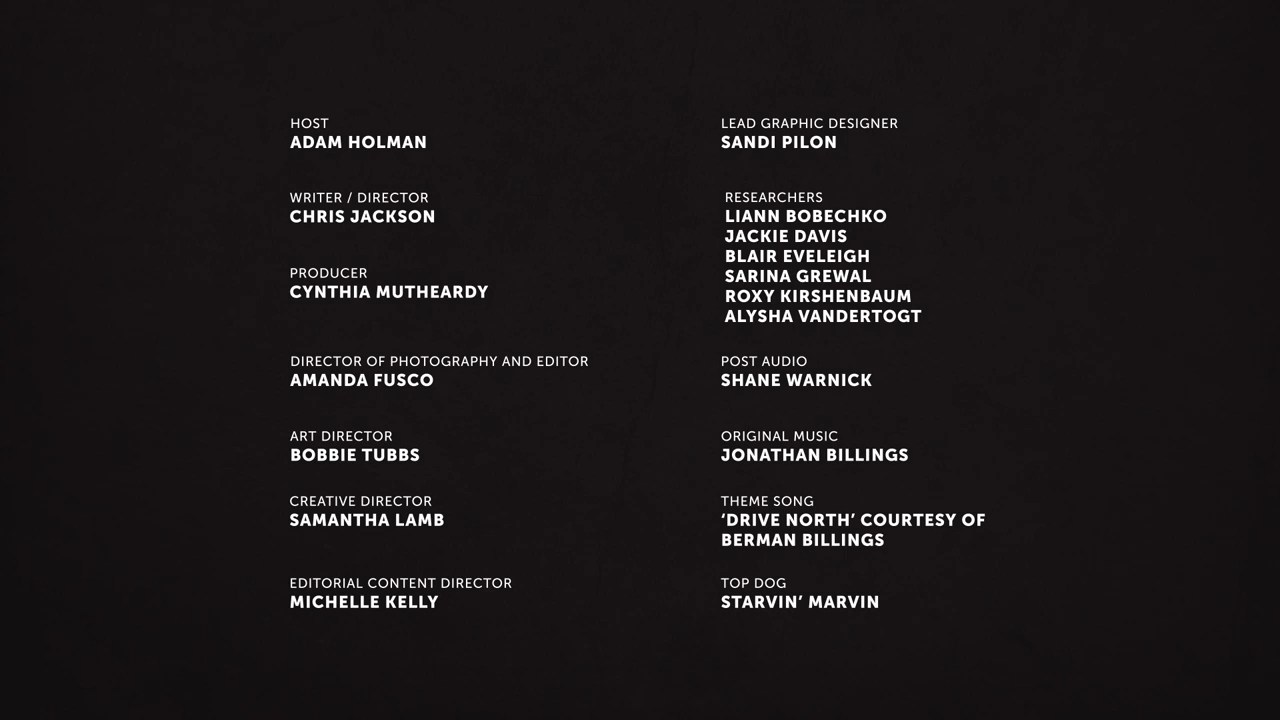 HOST
ADAM HOLMAN
WRITER / DIRECTOR
CHRIS JACKSON
PRODUCER
CYNTHIA MUTHEARDY
DIRECTOR OF PHOTOGRAPHY AND EDITOR
AMANDA FUSCO
ART DIRECTOR
BOBBIE TUBBS
CREATIVE DIRECTOR
SAMANTHA LAMB
EDITORIAL CONTENT DIRECTOR
MICHELLE KELLY
LEAD GRAPHIC DESIGNER
SANDI PILON
RESEARCHERS
LIANN BOBECHKO
JACKIE DAVIS
BLAIR EVELEIGH
SARINA GREWAL
ROXY KIRSHENBAUM
ALYSHA VANDERTOGT
POST AUDIO
SHANE WARNICK
ORIGINAL MUSIC
JONATHAN BILLINGS
THEME SONG
‘DRIVE NORTH’ COURTESY OF
BERMAN BILLINGS
TOP DOG
STARVIN’ MARVIN